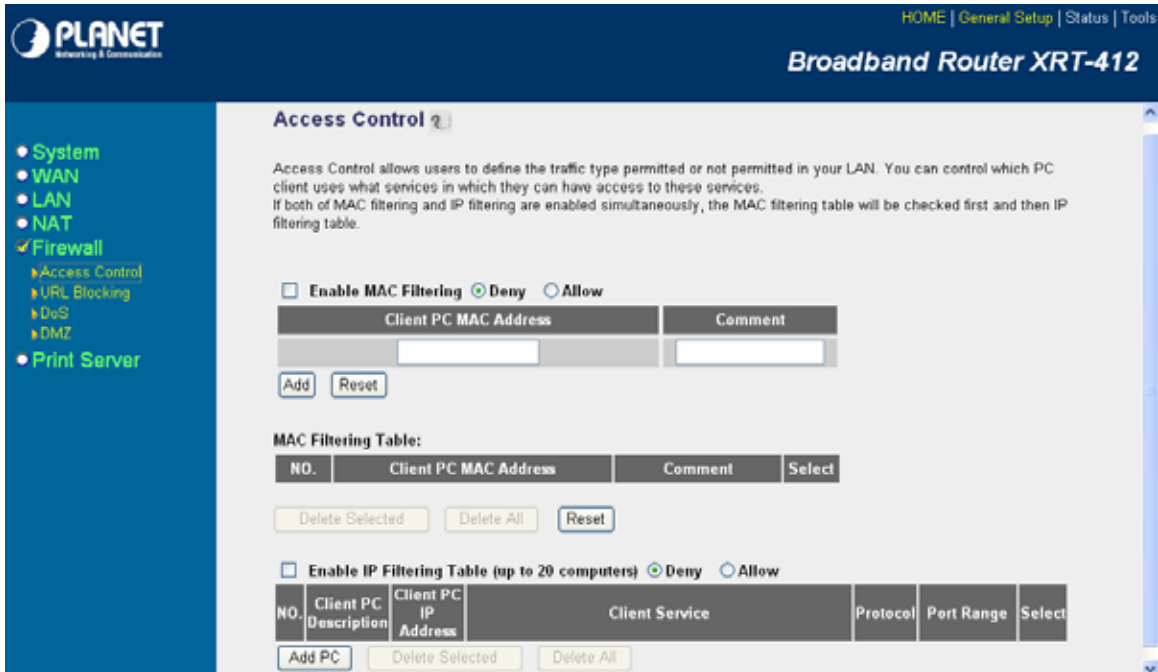 PLANET
Networking & Communication
HOME | General Setup | Status | Tools
Broadband Router XRT-412
System
WAN
LAN
NAT
Firewall
Access Control
URL Blocking
DoS
DMZ
Print Server
Access Control
Access Control allows users to define the traffic type permitted or not permitted in your LAN. You can control which PC
client uses what services in which they can have access to these services.
If both of MAC filtering and IP filtering are enabled simultaneously, the MAC filtering table will be checked first and then IP
filtering table.
Enable MAC Filtering Deny Allow
Client PC MAC Address Comment
Add Reset
MAC Filtering Table:
NO. Client PC MAC Address Comment Select
Delete Selected Delete All Reset
Enable IP Filtering Table (up to 20 computers) Deny Allow
NO. Client PC Description Client PC IP Address Client Service Protocol Port Range Select
Add PC Delete Selected Delete All